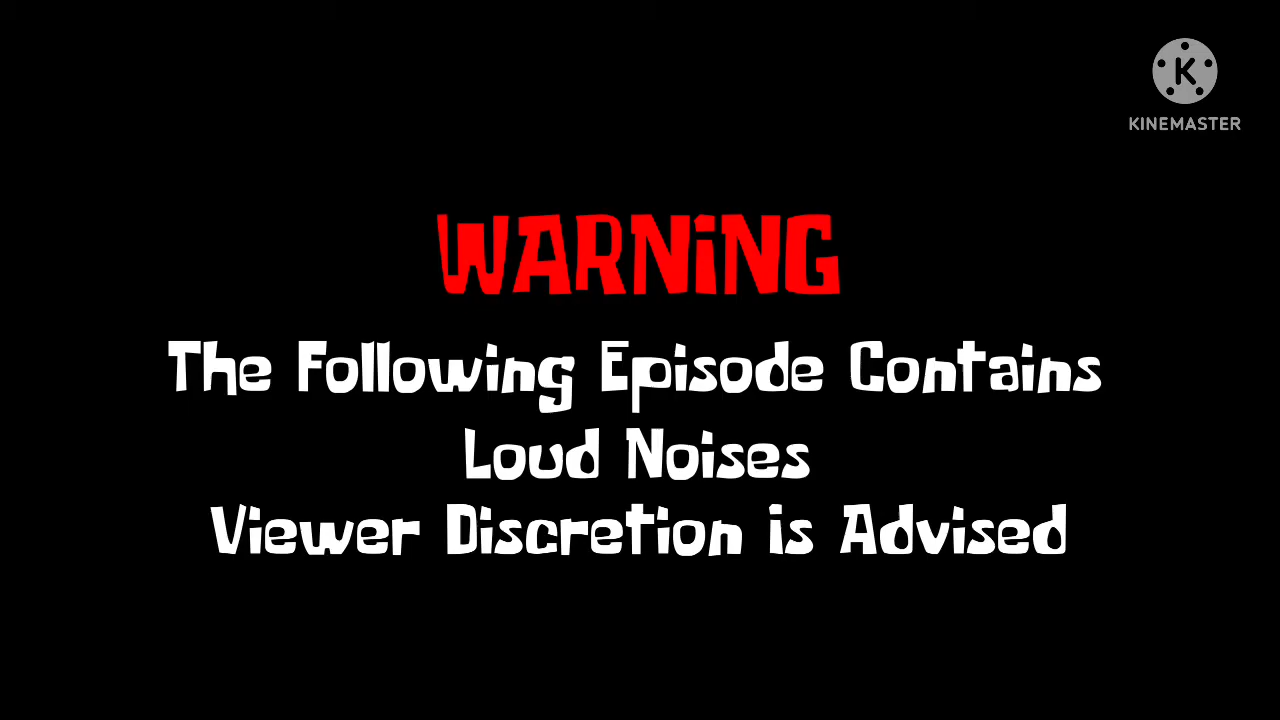 K
KINEMASTER
WARNiNG
The Following Episode Contains
Loud Noises
Viewer Discretion is Advised